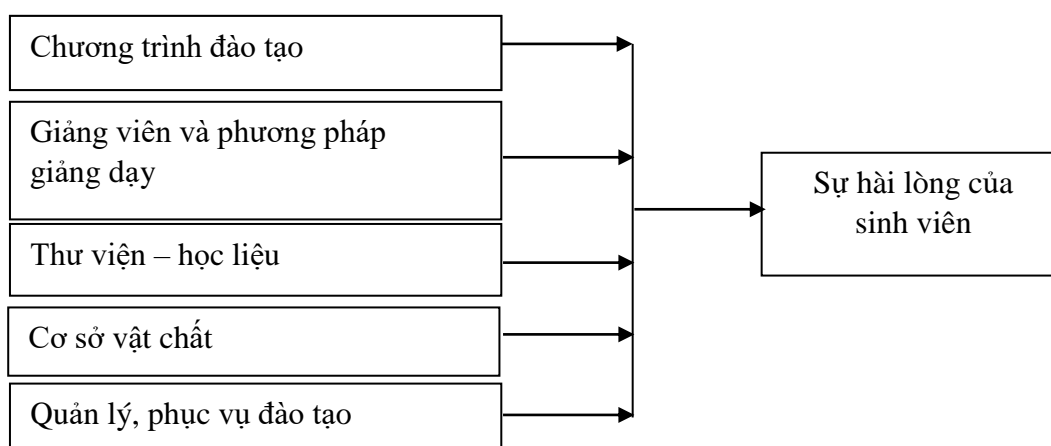 Chương trình đào tạo
Giảng viên và phương pháp
giảng dạy
Thư viện – học liệu
Cơ sở vật chất
Quản lý, phục vụ đào tạo
Sự hài lòng của
sinh viên